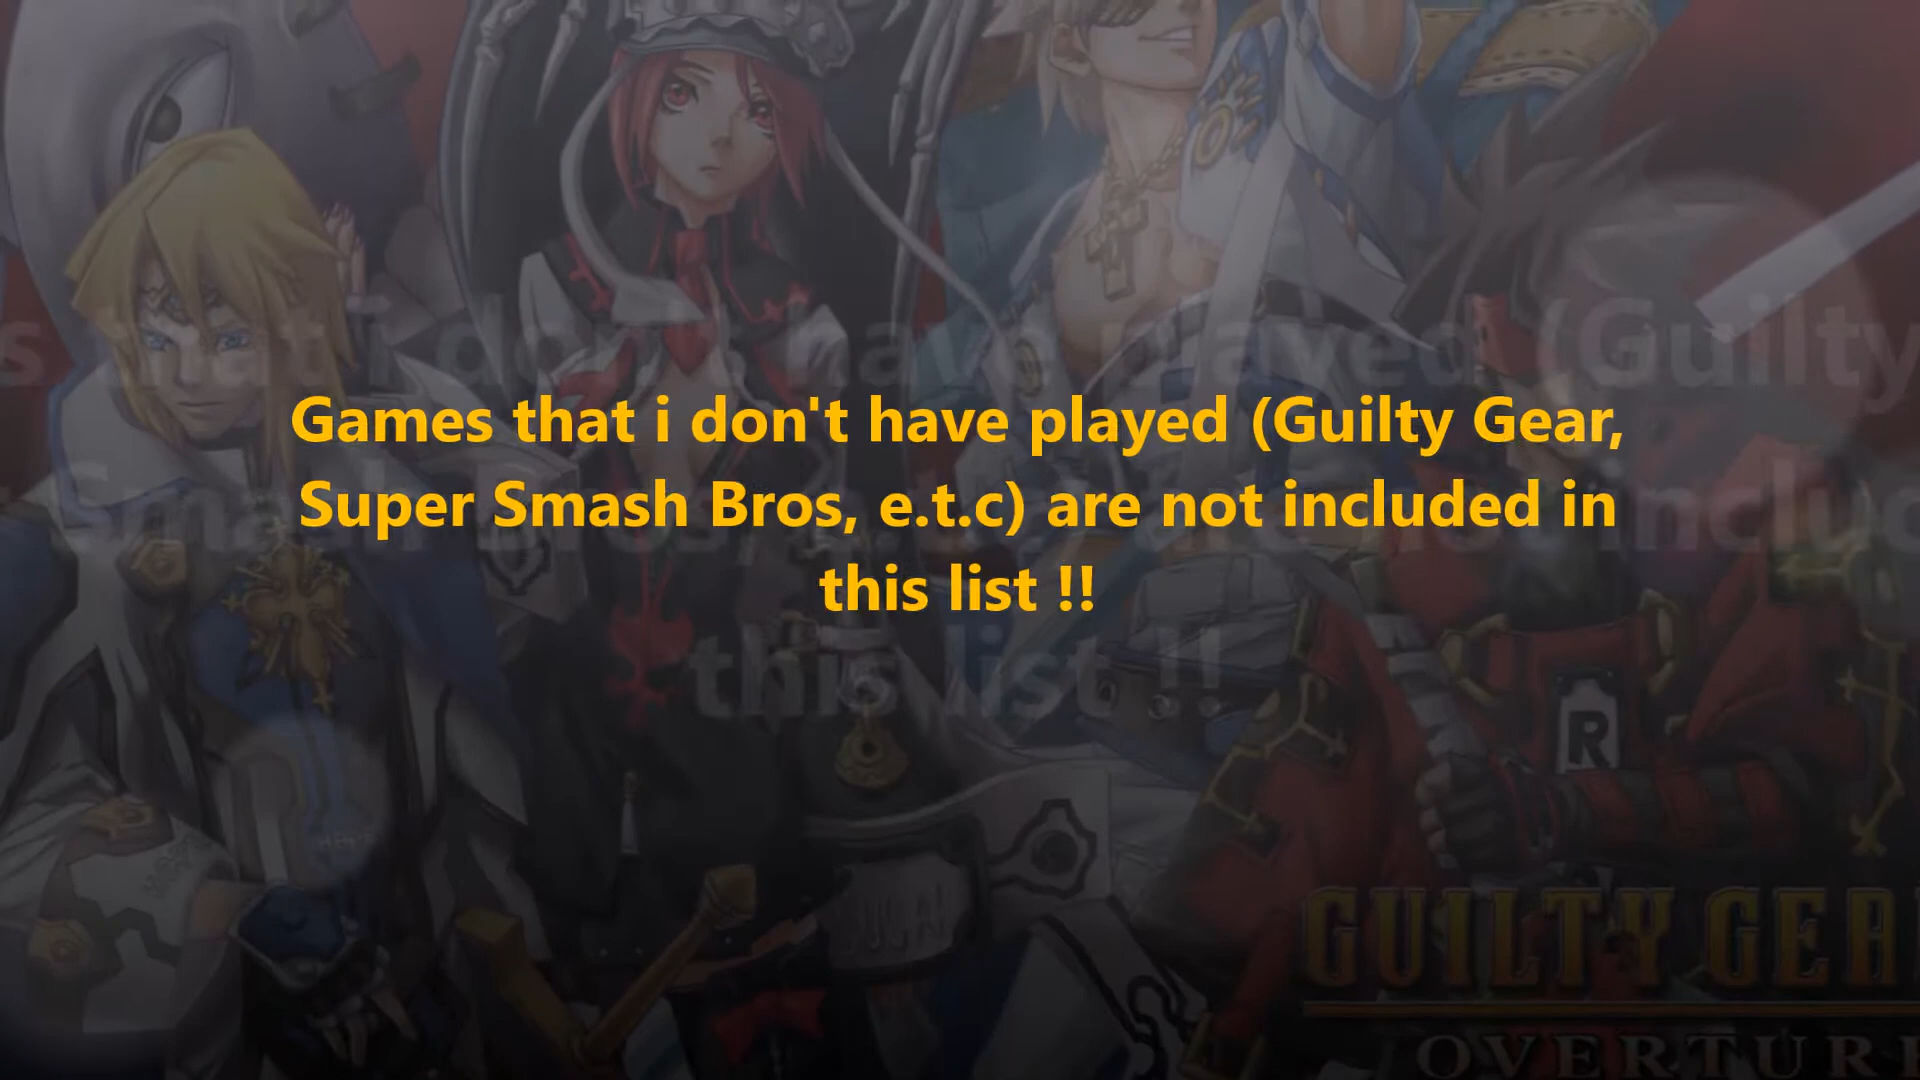 Games that i don't have played (Guilty Gear,
Super Smash Bros, e.t.c) are not included in
this list !!
R
GUILTY GEAR
OVERTURE